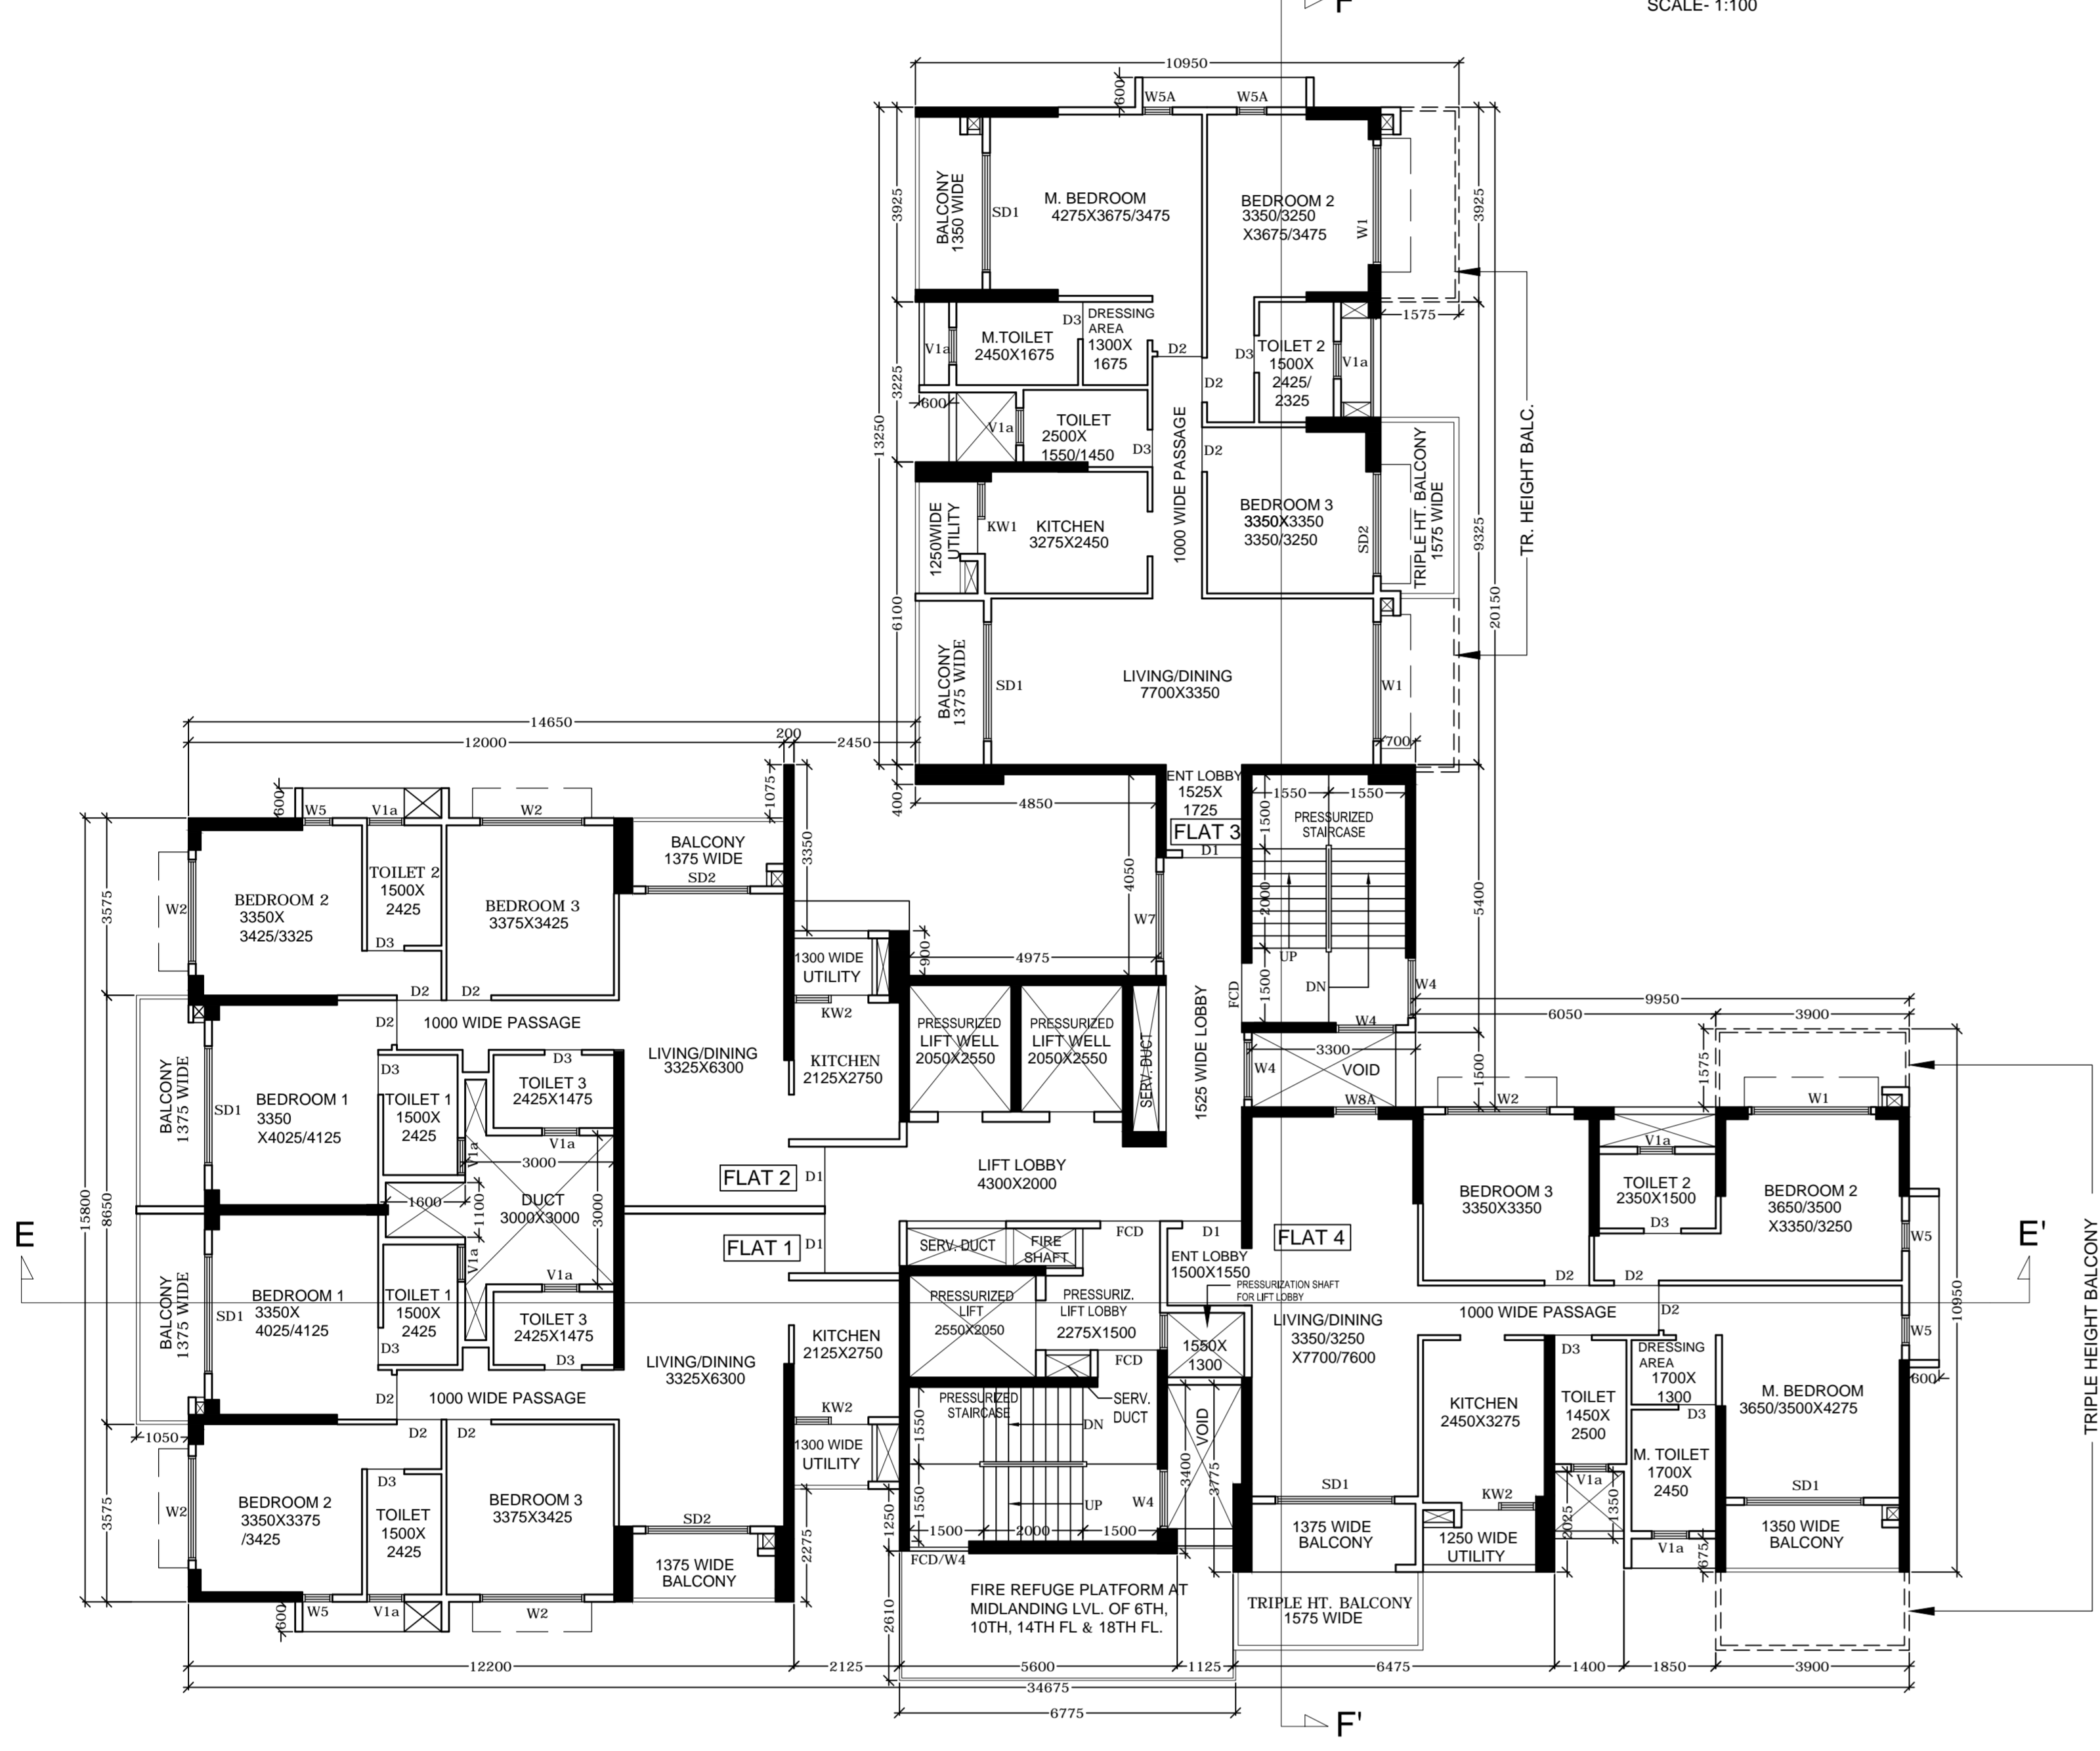 F
SCALE- 1:100
10950
600
W5A
W5A
BALCONY
1350 WIDE
SD1
M. BEDROOM
4275X3675/3475
BEDROOM 2
3350/3250
X3675/3475
W1
3925
3925
1575
M.TOILET
2450X1675
V1a
D3
DRESSING
AREA
1300X
1675
D2
D3
TOILET 2
1500X
2425/
2325
V1a
D2
3225
13250
600
V1a
TOILET
2500X
1550/1450
D3
D2
1000 WIDE PASSAGE
TR. HEIGHT BALC.
TRIPLE HT. BALCONY
1575 WIDE
1250WIDE
UTILITY
KW1
KITCHEN
3275X2450
BEDROOM 3
3350X3350
3350/3250
SD2
9325
20150
6100
BALCONY
1375 WIDE
SD1
LIVING/DINING
7700X3350
W1
700
14650
12000
200
2450
400
4850
ENT LOBBY
1525X
1725
FLAT 3
D1
1550
1550
1500
PRESSURIZED
STAIRCASE
2000
UP
1500
DN
FCD
W4
W4
5400
600
W5
V1a
W2
1075
3350
BALCONY
1375 WIDE
SD2
4050
W7
4975
900
15800
3575
W2
BEDROOM 2
3350X
3425/3325
TOILET 2
1500X
2425
D3
BEDROOM 3
3375X3425
D2
D2
1300 WIDE
UTILITY
KW2
1000 WIDE PASSAGE
D2
LIVING/DINING
3325X6300
KITCHEN
2125X2750
PRESSURIZED
LIFT WELL
2050X2550
PRESSURIZED
LIFT WELL
2050X2550
SERV. DUCT
1525 WIDE LOBBY
W4
3300
VOID
W8A
1500
9950
6050
3900
1575
W2
W1
BALCONY
1375 WIDE
SD1
BEDROOM 1
3350
X4025/4125
D3
TOILET 1
1500X
2425
V1a
D3
TOILET 3
2425X1475
V1a
3000
8650
1600
1100
DUCT
3000X3000
3000
FLAT 2
D1
LIFT LOBBY
4300X2000
V1a
TOILET 2
2350X1500
D3
BEDROOM 3
3350X3350
BEDROOM 2
3650/3500
X3350/3250
W5
D2
D2
E
E'
FLAT 1
D1
SERV. DUCT
FIRE
SHAFT
FCD
D1
ENT LOBBY
1500X1550
FLAT 4
PRESSURIZATION SHAFT
FOR LIFT LOBBY
TRIPLE HEIGHT BALCONY
10950
BALCONY
1375 WIDE
SD1
BEDROOM 1
3350X
4025/4125
TOILET 1
1500X
2425
D3
V1a
V1a
TOILET 3
2425X1475
D3
D2
1000 WIDE PASSAGE
LIVING/DINING
3325X6300
KITCHEN
2125X2750
KW2
PRESSURIZED
LIFT
2550X2050
PRESSURIZ.
LIFT LOBBY
2275X1500
FCD
1550X
1300
LIVING/DINING
3350/3250
X7700/7600
1000 WIDE PASSAGE
D2
W5
600
D3
DRESSING
AREA
1700X
1300
D3
TOILET
1450X
2500
V1a
KITCHEN
2450X3275
M. BEDROOM
3650/3500X4275
M. TOILET
1700X
2450
V1a
1050
D2
D2
3575
W2
BEDROOM 2
3350X3375
/3425
D3
TOILET
1500X
2425
BEDROOM 3
3375X3425
SD2
1375 WIDE
BALCONY
1300 WIDE
UTILITY
PRESSURIZED
STAIRCASE
SERV.
DUCT
DN
UP
1550
1550
1500
2000
1500
W4
VOID
3400
3775
SD1
1375 WIDE
BALCONY
KW2
1250 WIDE
UTILITY
2025
1350
675
SD1
1350 WIDE
BALCONY
600
W5
V1a
W2
2275
1250
2610
FCD/W4
FIRE REFUGE PLATFORM AT
MIDLANDING LVL. OF 6TH,
10TH, 14TH FL & 18TH FL.
TRIPLE HT. BALCONY
1575 WIDE
12200
2125
5600
1125
6475
1400
1850
3900
34675
6775
F'